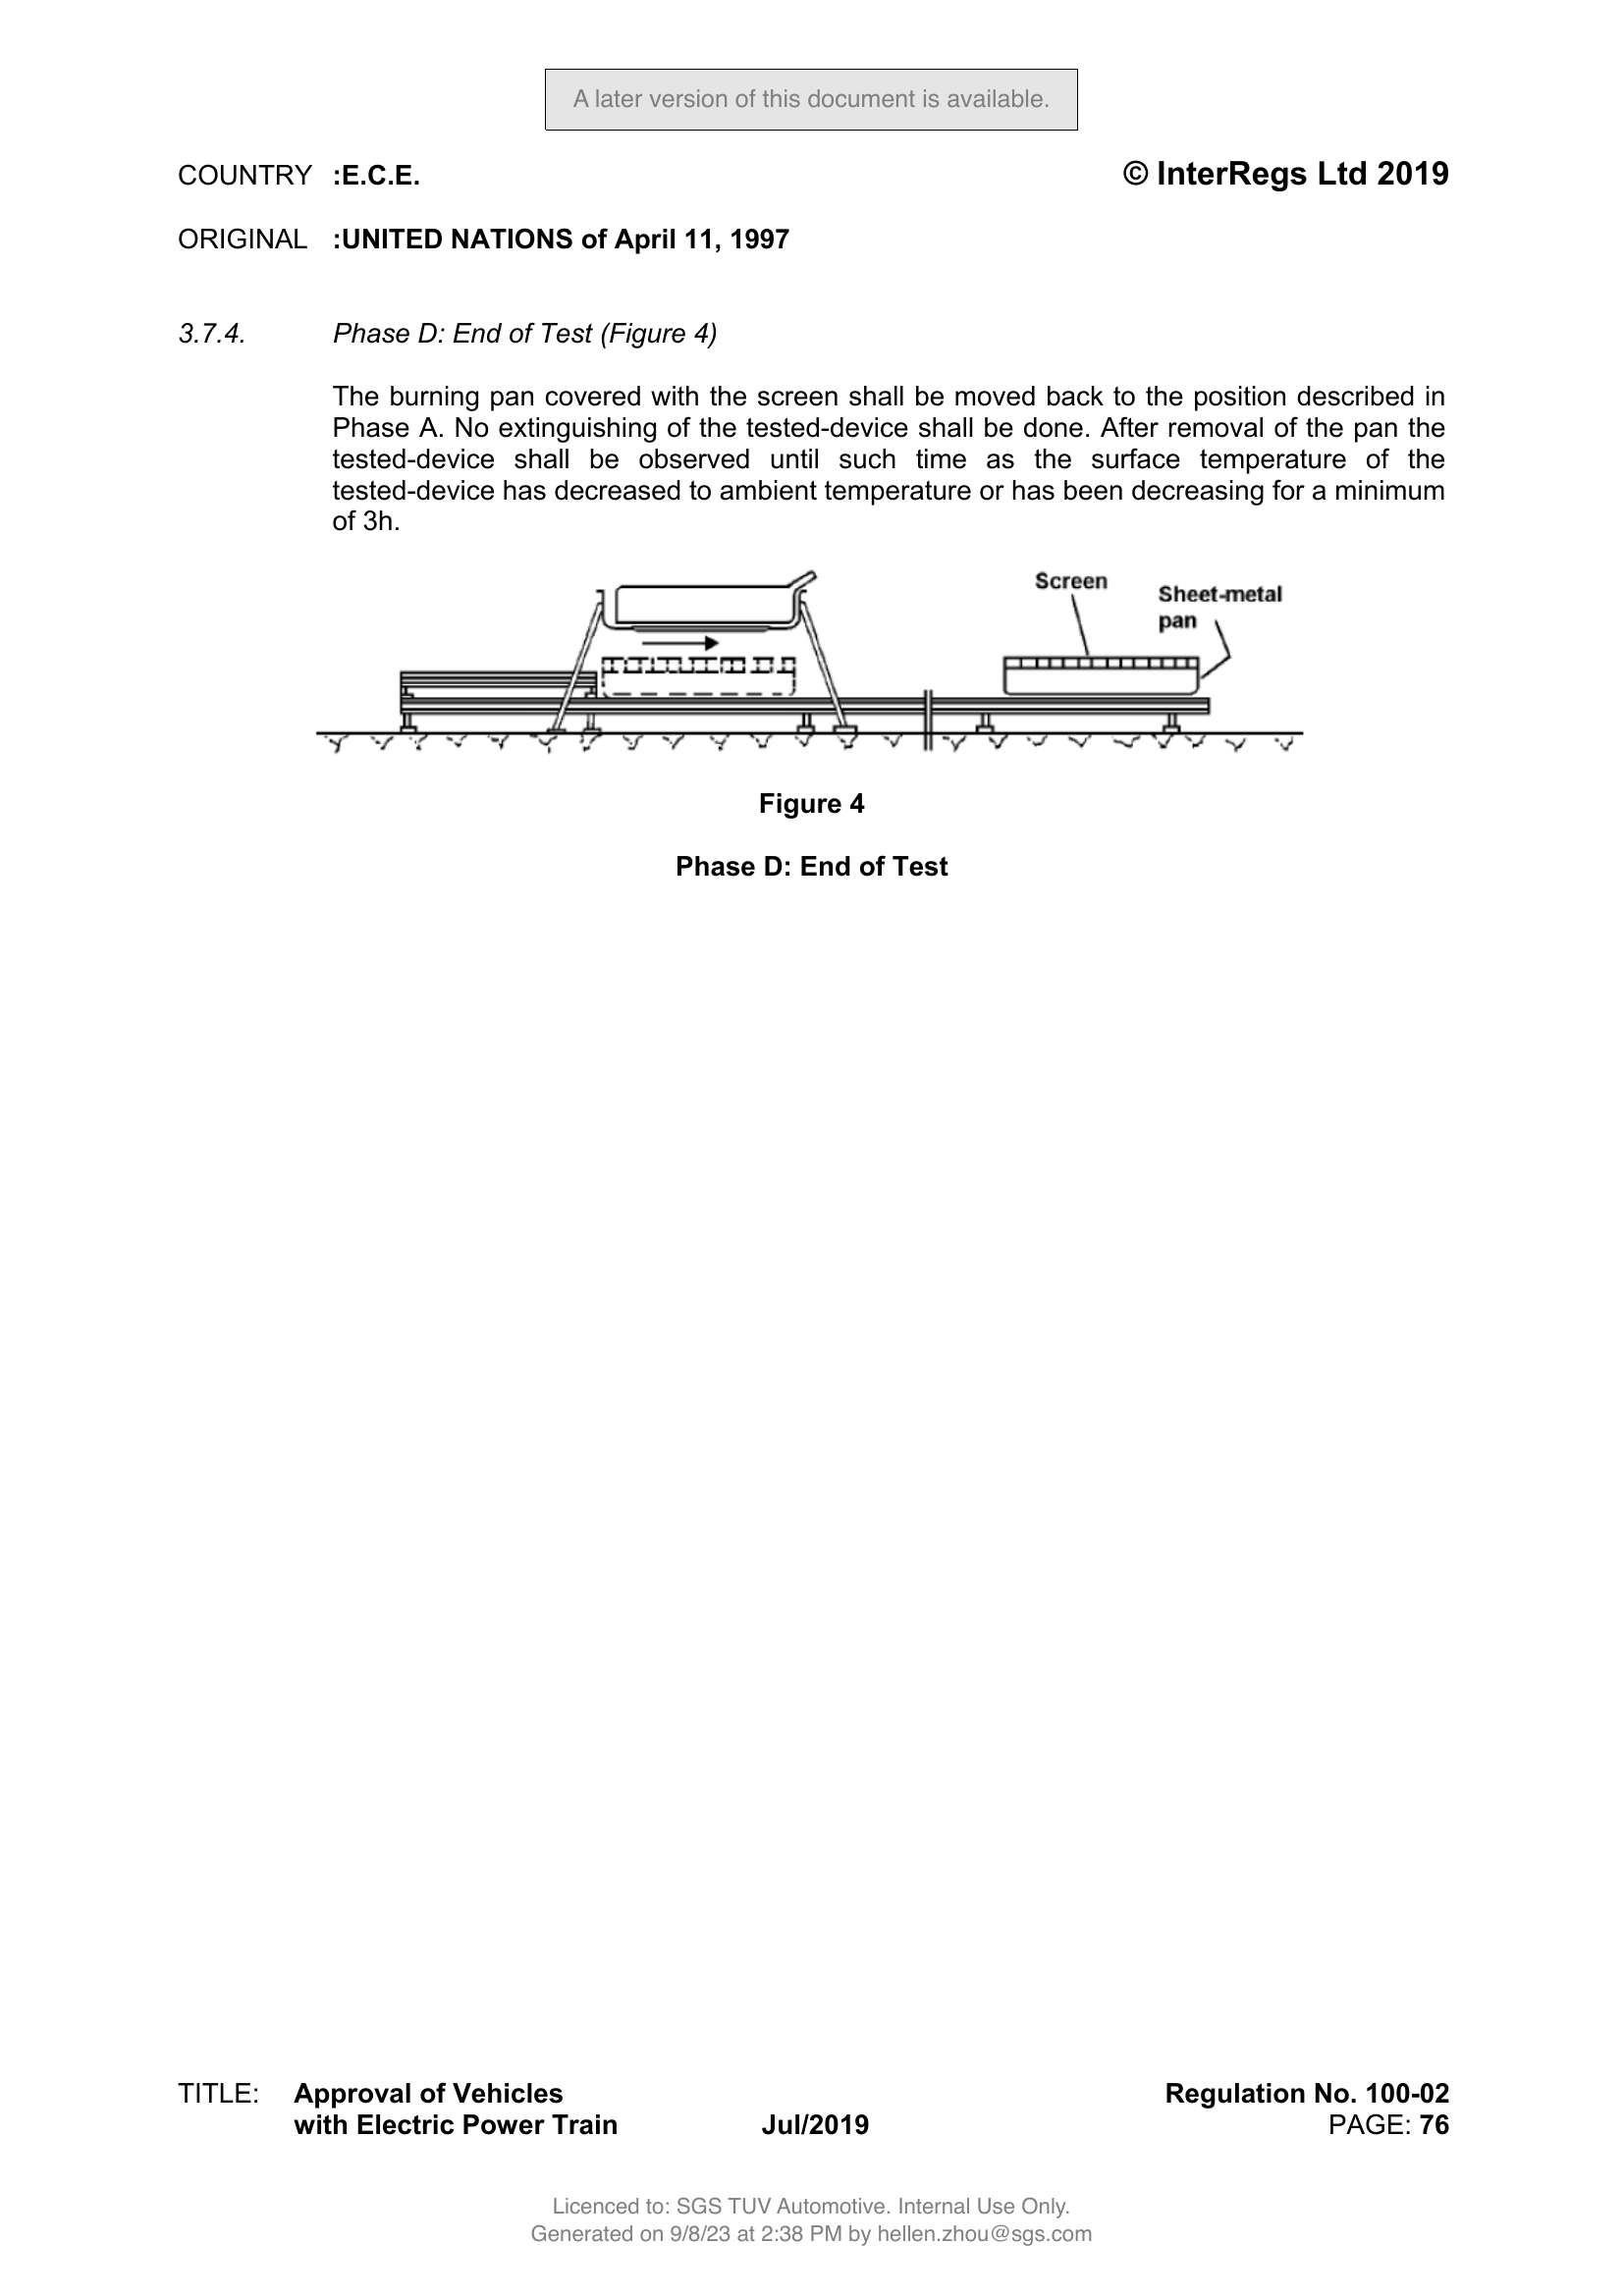 A later version of this document is available.
COUNTRY :E.C.E. © InterRegs Ltd 2019
ORIGINAL :UNITED NATIONS of April 11, 1997
3.7.4. Phase D: End of Test (Figure 4)
The burning pan covered with the screen shall be moved back to the position described in
Phase A. No extinguishing of the tested-device shall be done. After removal of the pan the
tested-device shall be observed until such time as the surface temperature of the
tested-device has decreased to ambient temperature or has been decreasing for a minimum
of 3h.
Screen
Sheet-metal
pan
Figure 4
Phase D: End of Test
TITLE: Approval of Vehicles Regulation No. 100-02
with Electric Power Train Jul/2019 PAGE: 76
Licenced to: SGS TUV Automotive. Internal Use Only.
Generated on 9/8/23 at 2:38 PM by hellen.zhou@sgs.com